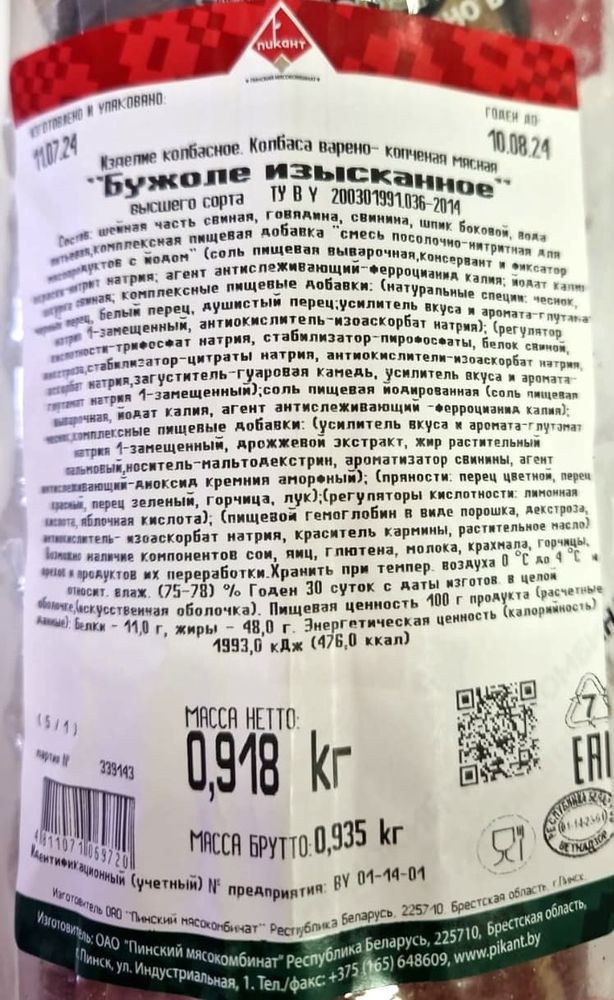 ПИКАНТ
ПИНСКИЙ МЯСОКОМБИНАТ
ИЗГОТОВЛЕНО И УПАКОВАНО:
ГОДЕН ДО:
11.07.24
10.08.24
Изделие колбасное. Колбаса варено- копченая мясная
"Бужоле изысканное"
высшего сорта ТУ BY 200301991.036-2014
Состав: шейная часть свиная, говядина, свинина, шпик боковой, вода
питьевая,комплексная пищевая добавка "смесь посолочно-нитритная для
мясопродуктов с йодом" (соль пищевая выварочная,консервант и фиксатор
окраски-нитрит натрия; агент антислеживающий-ферроцианид калия; йодат калия
свиная; комплексные пищевые добавки: (натуральные специи: чеснок,
черный перец, белый перец, душистый перец;усилитель вкуса и аромата-глутамат
натрия 1-замещенный, антиокислитель-изоаскорбат натрия); (регулятор
кислотности-трифосфат натрия, стабилизатор-пирофосфаты, белок свиной,
декстроза,стабилизатор-цитраты натрия, антиокислители-изоаскорбат натрия,
аскорбат натрия,загуститель-гуаровая камедь, усилитель вкуса и аромата-
глутамат натрия 1-замещенный);соль пищевая йодированная (соль пищевая
выварочная, йодат калия, агент антислеживающий -ферроцианид калия);
чеснок,комплексные пищевые добавки: (усилитель вкуса и аромата-глутамат
натрия 1-замещенный, дрожжевой экстракт, жир растительный
пальмовый,носитель-мальтодекстрин, ароматизатор свинины, агент
антислеживающий-диоксид кремния аморфный); (пряности: перец цветной, перец
красный, перец зеленый, горчица, лук);(регуляторы кислотности: лимонная
кислота, яблочная кислота); (пищевой гемоглобин в виде порошка, декстроза,
антиокислитель- изоаскорбат натрия, краситель кармины, растительное масло)
Возможно наличие компонентов сои, яиц, глютена, молока, крахмала, горчицы,
орехов и продуктов их переработки.Хранить при темпер. воздуха 0 °C до 4 °C и
относит. влаж. (75-78) % Годен 30 суток с даты изготов. в целой
оболочке,(искусственная оболочка). Пищевая ценность 100 г продукта (расчетные
данные): белки - 11,0 г, жиры - 48,0 г. Энергетическая ценность (калорийность)
1993,0 кДж (476,0 ккал)
(5/1)
МАССА НЕТТО:
0,918 kг
партия № 339143
МАССА БРУТТО:0,935 kг
7
EAC
РЕСПУБЛИКА БЕЛАРУСЬ
ВЕТНАДЗОР
4811071069720
Идентификационный (учетный) № предприятия: BY 01-14-01
Изготовитель ОАО "Пинский мясокомбинат" Республика Беларусь, 225710, Брестская область, г.Пинск,
Изготовитель: ОАО "Пинский мясокомбинат" Республика Беларусь, 225710, Брестская область,
г.Пинск, ул. Индустриальная, 1. Тел./факс: +375 (165) 648609, www.pikant.by